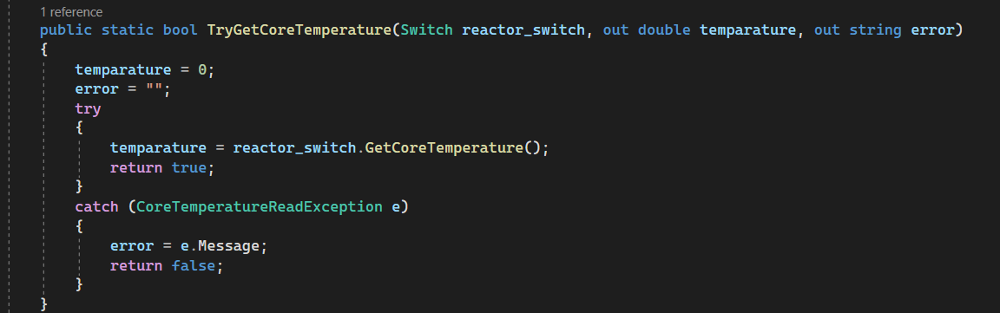 1 reference
public static bool TryGetCoreTemperature(Switch reactor_switch, out double temparature, out string error)
{
temparature = 0;
error = "";
try
{
temparature = reactor_switch.GetCoreTemperature();
return true;
}
catch (CoreTemperatureReadException e)
{
error = e.Message;
return false;
}
}